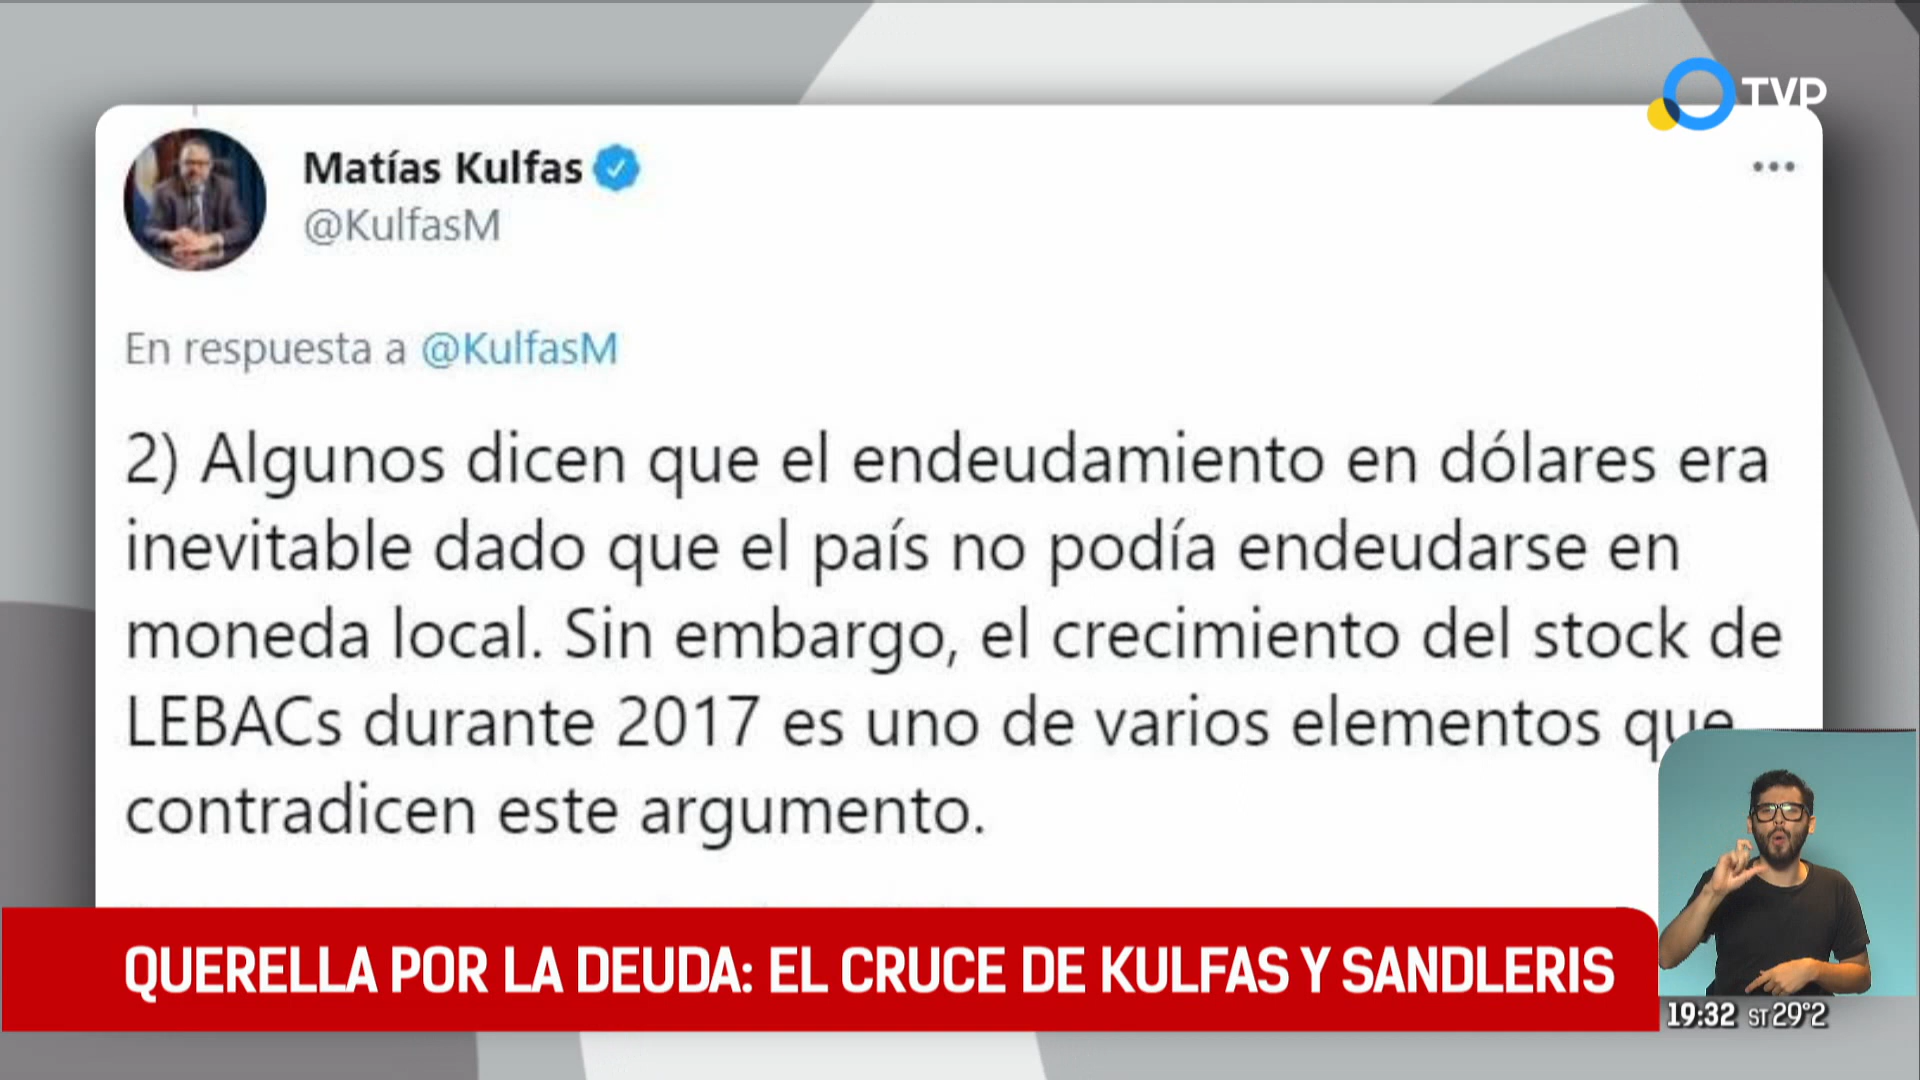 TVP
Matías Kulfas
@KulfasM
En respuesta a @KulfasM
2) Algunos dicen que el endeudamiento en dólares era
inevitable dado que el país no podía endeudarse en
moneda local. Sin embargo, el crecimiento del stock de
LEBACs durante 2017 es uno de varios elementos que
contradicen este argumento.
QUERELLA POR LA DEUDA: EL CRUCE DE KULFAS Y SANDLERIS
19:32 ST 29°2